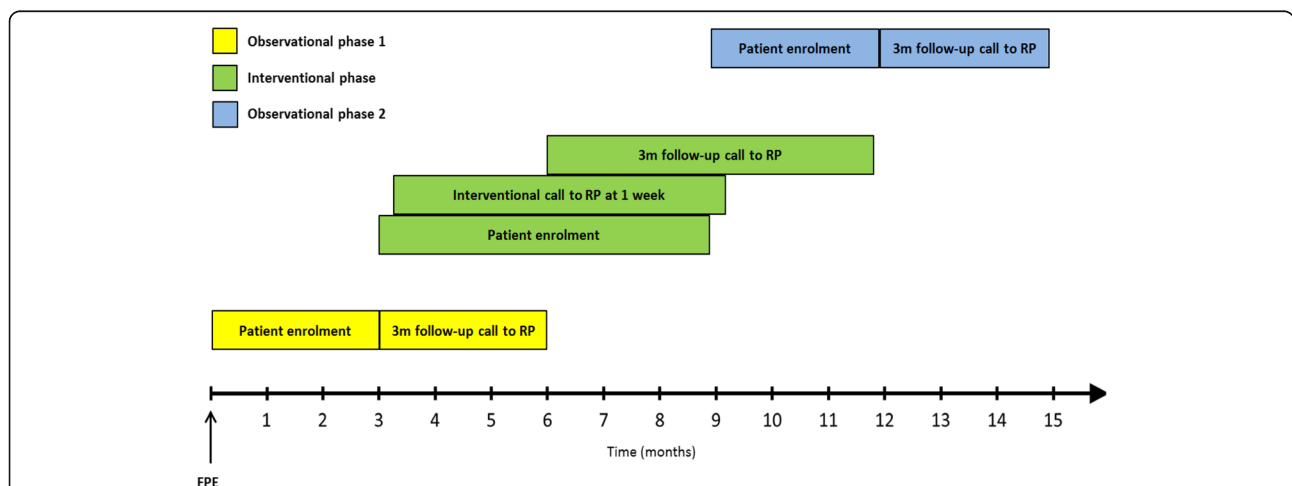 Observational phase 1
Interventional phase
Observational phase 2
Patient enrolment
3m follow-up call to RP
3m follow-up call to RP
Interventional call to RP at 1 week
Patient enrolment
Patient enrolment
3m follow-up call to RP
1 2 3 4 5 6 7 8 9 10 11 12 13 14 15
Time (months)
FPE